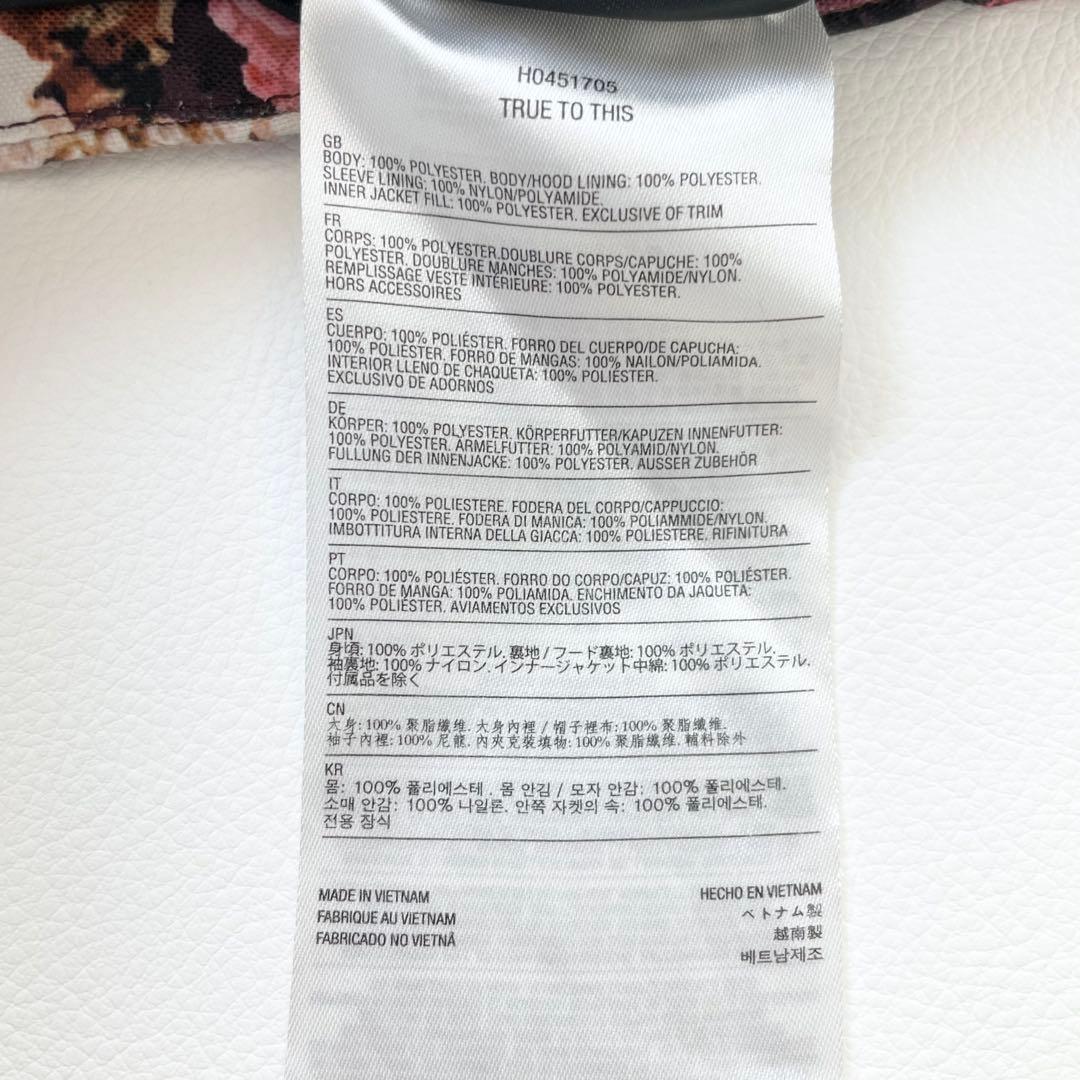 H0451705
TRUE TO THIS
GB
BODY: 100% POLYESTER. BODY/HOOD LINING: 100% POLYESTER.
SLEEVE LINING: 100% NYLON/POLYAMIDE.
INNER JACKET FILL: 100% POLYESTER. EXCLUSIVE OF TRIM
FR
CORPS: 100% POLYESTER.DOUBLURE CORPS/CAPUCHE: 100%
POLYESTER. DOUBLURE MANCHES: 100% POLYAMIDE/NYLON.
REMPLISSAGE VESTE INTÉRIEURE: 100% POLYESTER.
HORS ACCESSOIRES
ES
CUERPO: 100% POLIÉSTER. FORRO DEL CUERPO/DE CAPUCHA:
100% POLIÉSTER. FORRO DE MANGAS: 100% NAILON/POLIAMIDA.
INTERIOR LLENO DE CHAQUETA: 100% POLIÉSTER.
EXCLUSIVO DE ADORNOS
DE
KÖRPER: 100% POLYESTER. KÖRPERFUTTER/KAPUZEN INNENFUTTER:
100% POLYESTER. ÄRMELFUTTER: 100% POLYAMID/NYLON.
FÜLLUNG DER INNENJACKE: 100% POLYESTER. AUSSER ZUBEHÖR
IT
CORPO: 100% POLIESTERE. FODERA DEL CORPO/CAPPUCCIO:
100% POLIESTERE. FODERA DI MANICA: 100% POLIAMMIDE/NYLON.
IMBOTTITURA INTERNA DELLA GIACCA: 100% POLIESTERE. RIFINITURA
PT
CORPO: 100% POLIÉSTER. FORRO DO CORPO/CAPUZ: 100% POLIÉSTER.
FORRO DE MANGA: 100% POLIAMIDA. ENCHIMENTO DA JAQUETA:
100% POLIÉSTER. AVIAMENTOS EXCLUSIVOS
JPN
身頃: 100% ポリエステル. 裏地 / フード裏地: 100% ポリエステル.
袖裏地: 100% ナイロン. インナージャケット中綿: 100% ポリエステル.
付属品を除く
CN
大身: 100% 聚脂纖维. 大身內裡 / 帽子裡布: 100% 聚脂纖维.
袖子內裡: 100% 尼龍. 內夾克裝填物: 100% 聚脂纖维. 輔料除外
KR
몸: 100% 폴리에스테 . 몸 안김 / 모자 안감: 100% 폴리에스테.
소매 안감: 100% 나일론. 안쪽 자켓의 속: 100% 폴리에스테.
전용 장식
MADE IN VIETNAM
FABRIQUE AU VIETNAM
FABRICADO NO VIETNÃ
HECHO EN VIETNAM
ベトナム製
越南製
베트남제조